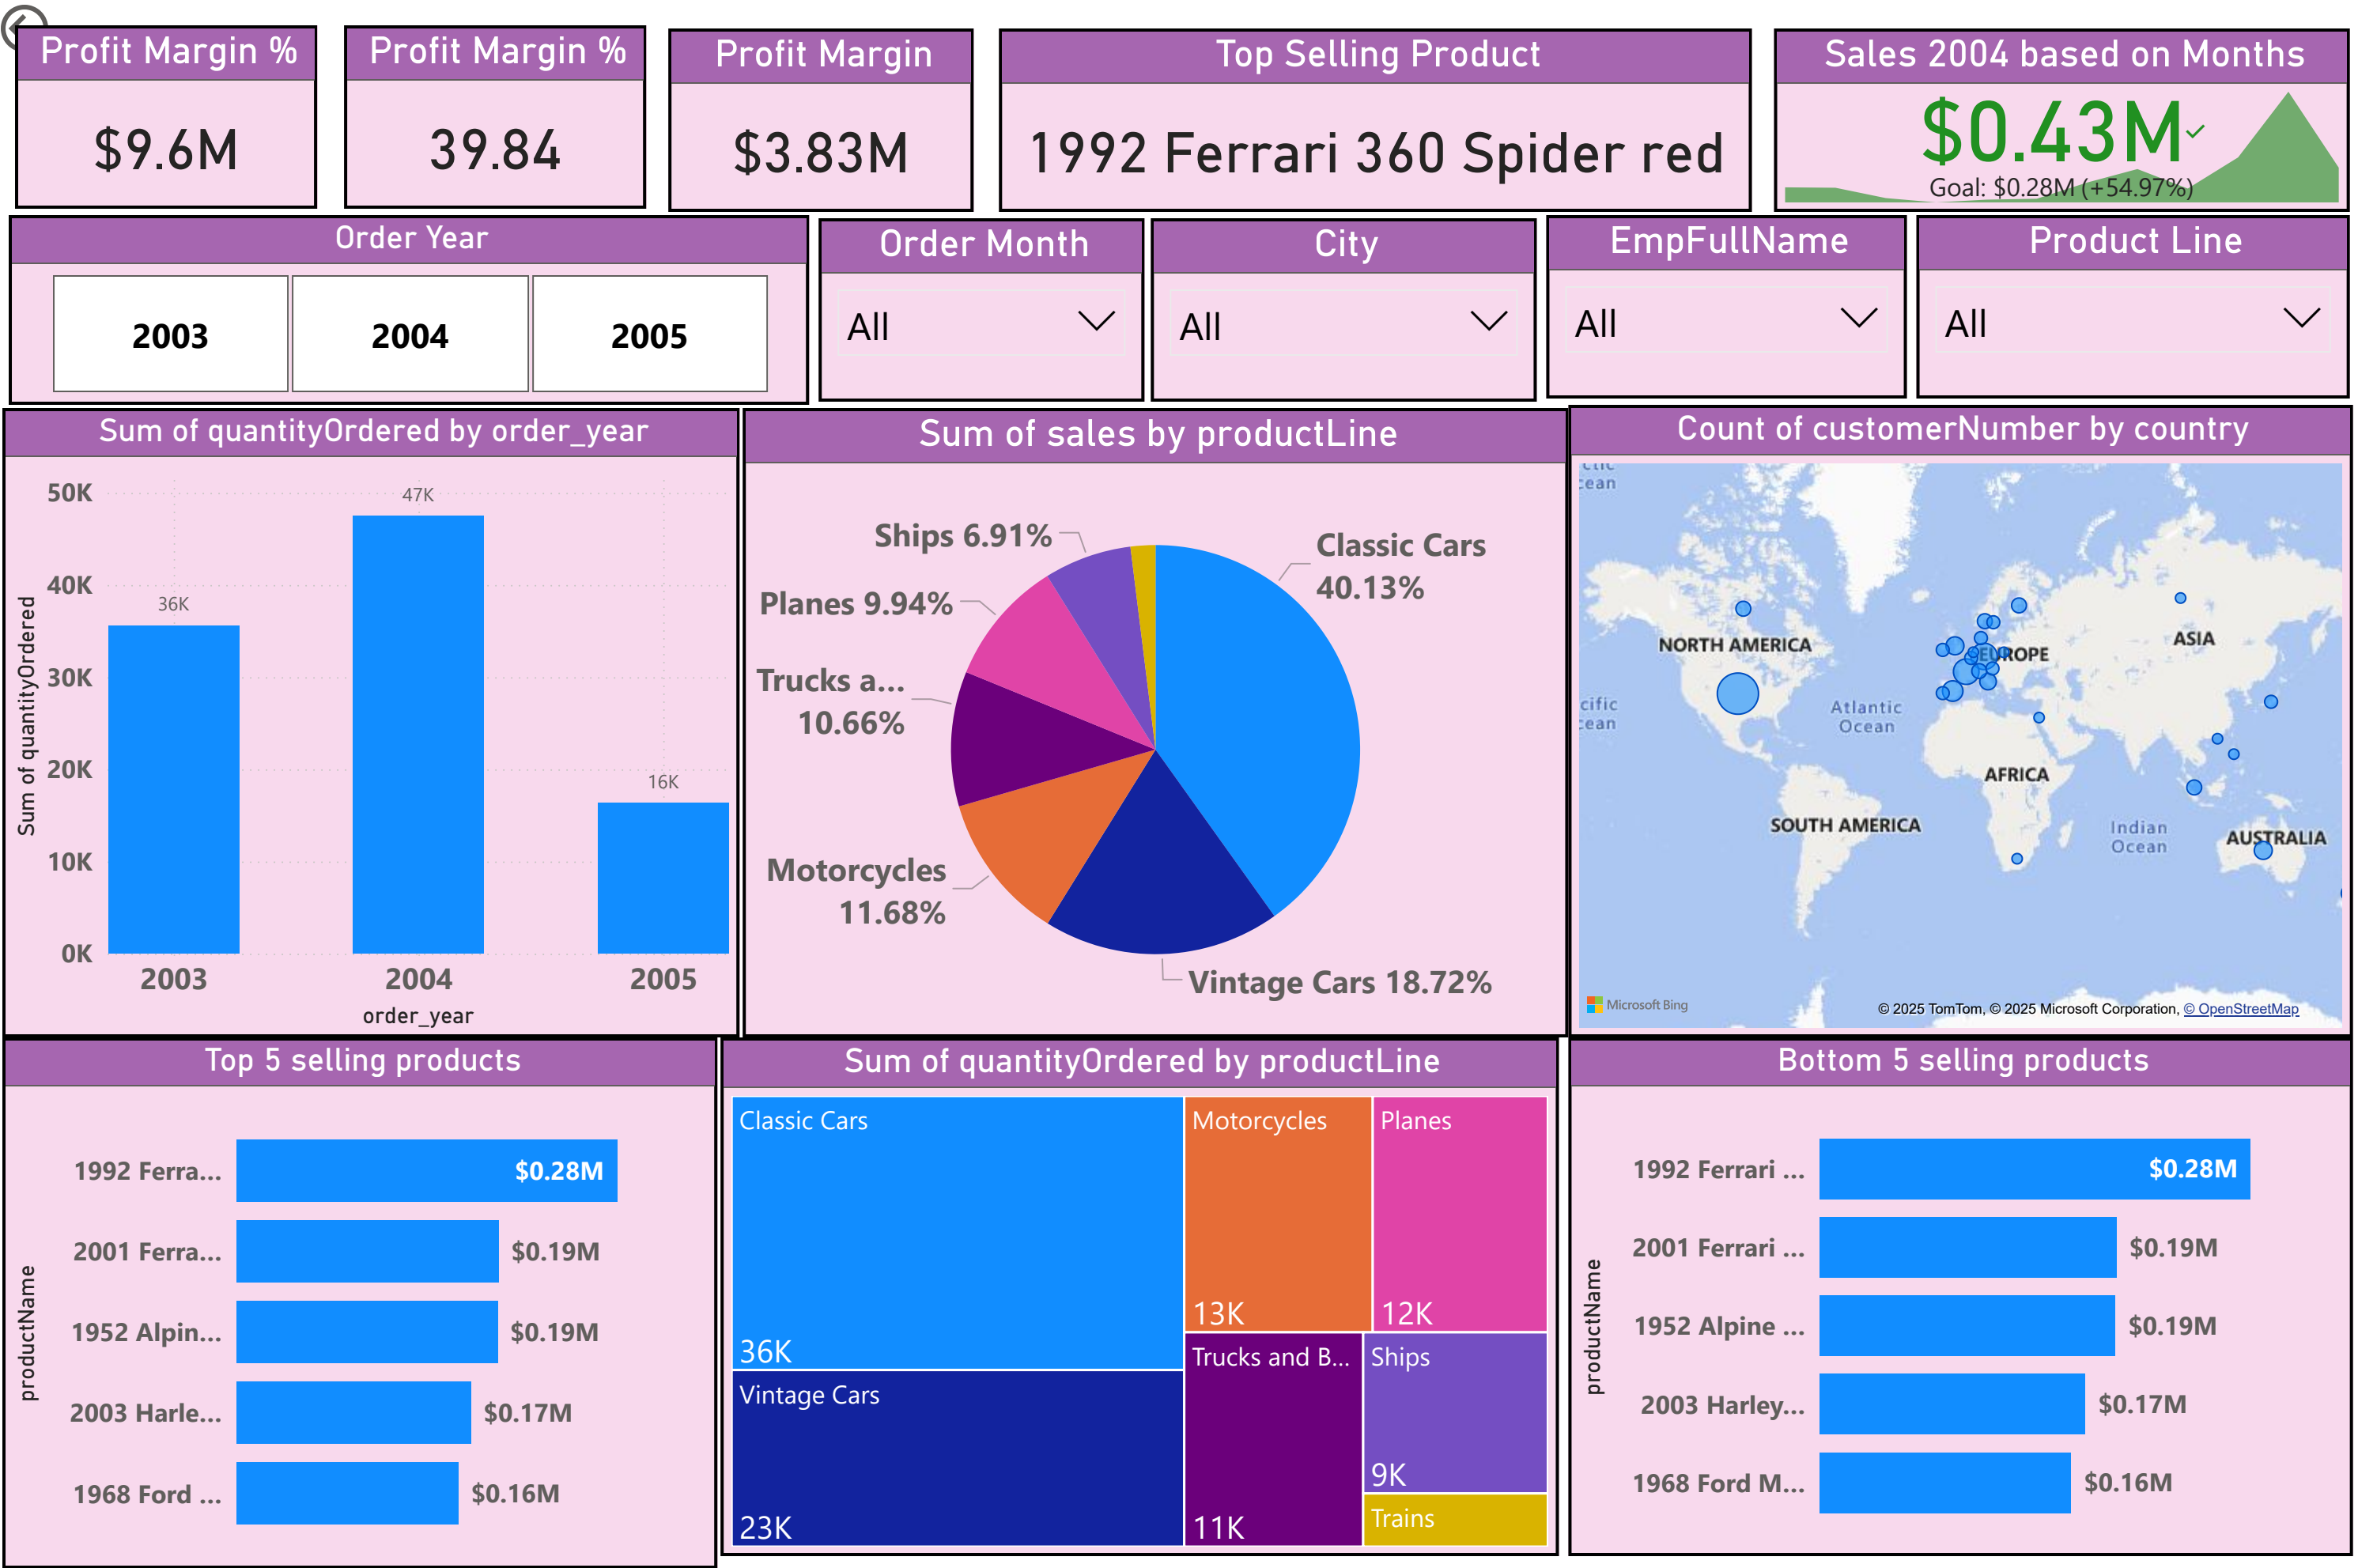 Profit Margin %
$9.6M
Profit Margin %
39.84
Profit Margin
$3.83M
Top Selling Product
1992 Ferrari 360 Spider red
Sales 2004 based on Months
$0.43M
Goal: $0.28M (+54.97%)
Order Year
2003
2004
2005
Order Month
All
City
All
EmpFullName
All
Product Line
All
Sum of quantityOrdered by order_year
Sum of quantityOrdered
50K
40K
30K
20K
10K
0K
36K
47K
16K
2003
2004
2005
order_year
Sum of sales by productLine
Classic Cars
40.13%
Vintage Cars 18.72%
Motorcycles
11.68%
Trucks a...
10.66%
Planes 9.94%
Ships 6.91%
Count of customerNumber by country
ean
NORTH AMERICA
EUROPE
ASIA
cific
ean
Atlantic
Ocean
AFRICA
SOUTH AMERICA
Indian
Ocean
AUSTRALIA
Microsoft Bing
© 2025 TomTom, © 2025 Microsoft Corporation, © OpenStreetMap
Top 5 selling products
productName
1992 Ferra...
$0.28M
2001 Ferra...
$0.19M
1952 Alpin...
$0.19M
2003 Harle...
$0.17M
1968 Ford ...
$0.16M
Sum of quantityOrdered by productLine
Classic Cars
36K
Vintage Cars
23K
Motorcycles
13K
Planes
12K
Trucks and B...
11K
Ships
9K
Trains
Bottom 5 selling products
productName
1992 Ferrari ...
$0.28M
2001 Ferrari ...
$0.19M
1952 Alpine ...
$0.19M
2003 Harley...
$0.17M
1968 Ford M...
$0.16M